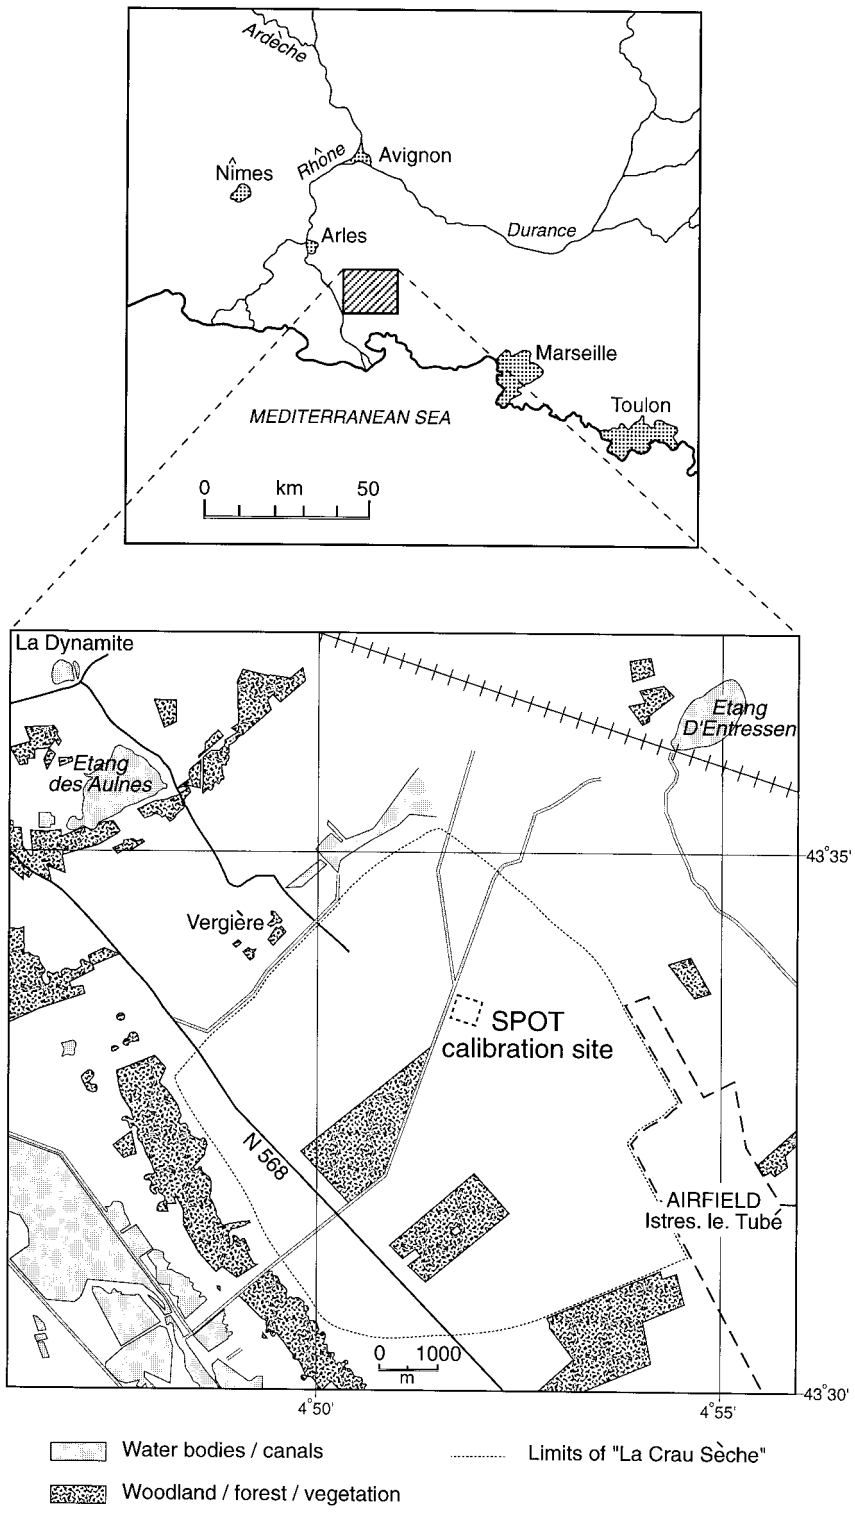 Ardèche
Rhône
Avignon
Nîmes
Durance
Arles
Marseille
Toulon
MEDITERRANEAN SEA
0 km 50
La Dynamite
Etang
D'Entressen
Etang
des Aulnes
43°35'
Vergière
SPOT
calibration site
N 568
AIRFIELD
Istres. le. Tubé
0 1000
m
43°30'
4°50' 4°55'
Water bodies / canals
Limits of "La Crau Sèche"
Woodland / forest / vegetation